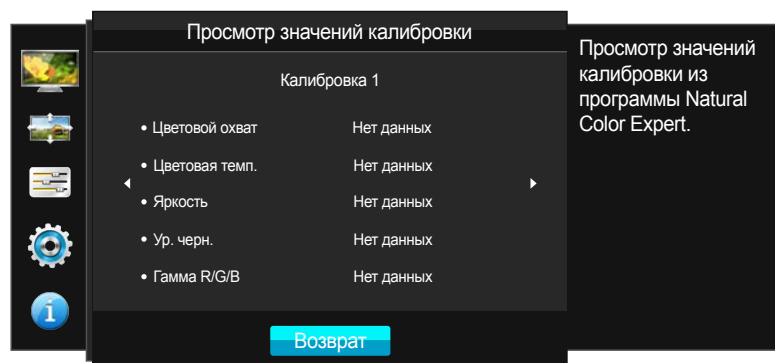 Просмотр значений калибровки
Калибровка 1
• Цветовой охват Нет данных
• Цветовая темп. Нет данных
• Яркость Нет данных
• Ур. черн. Нет данных
• Гамма R/G/B Нет данных
Возврат
Просмотр значений
калибровки из
программы Natural
Color Expert.